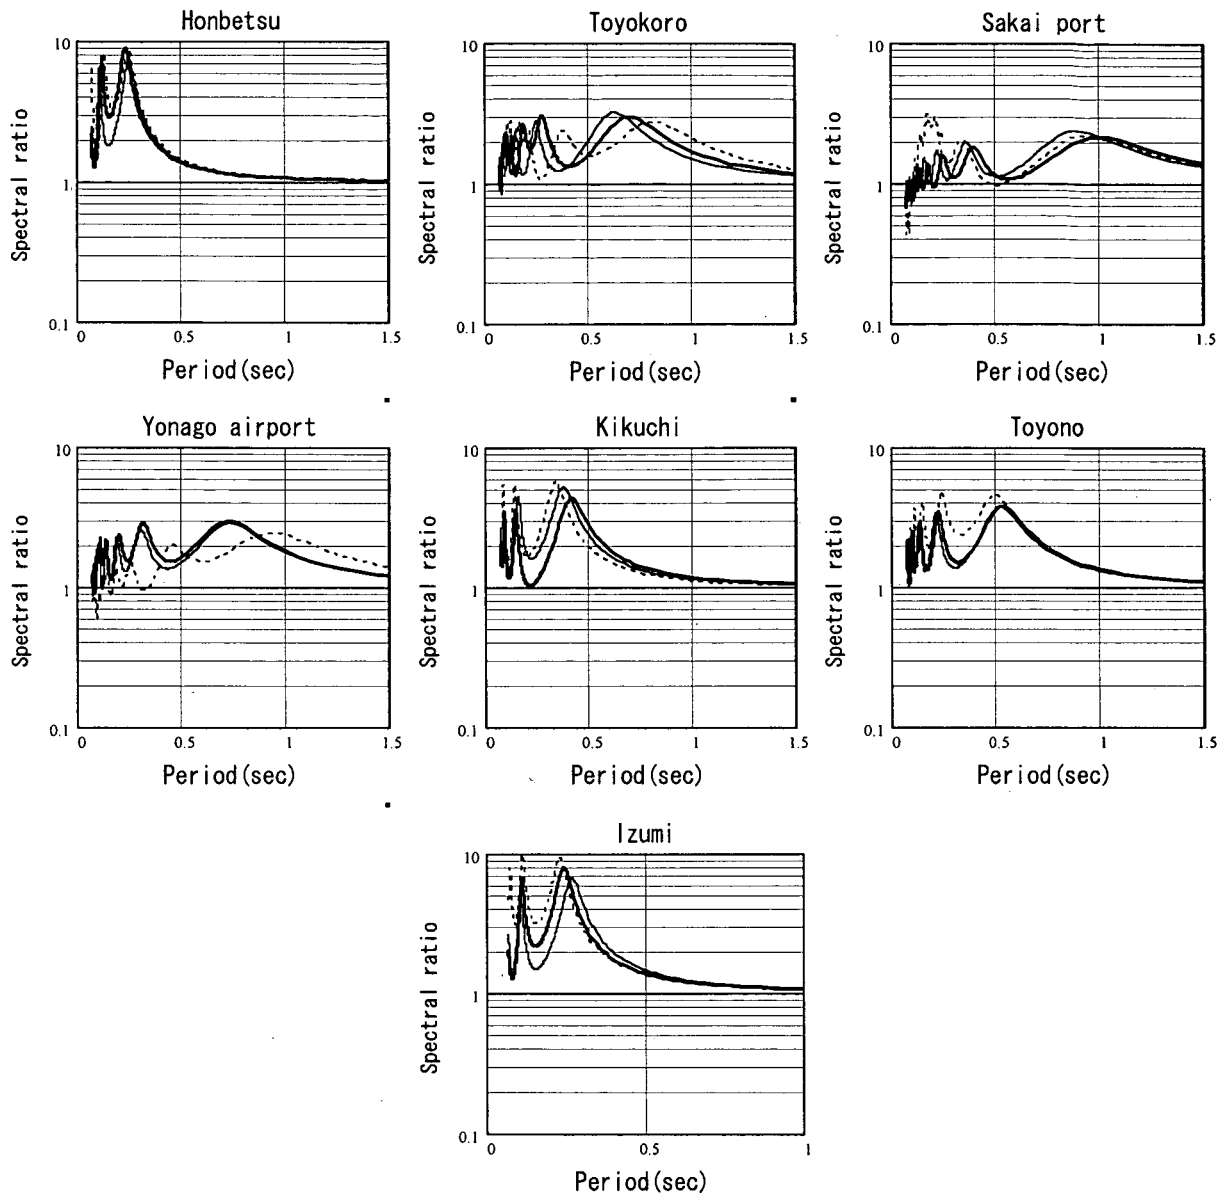 Honbetsu
Toyokoro
Sakai port
10
1
0.1
Spectral ratio
0
0.5
1
1.5
Period(sec)
10
1
0.1
Spectral ratio
0
0.5
1
1.5
Period(sec)
10
1
0.1
Spectral ratio
0
0.5
1
1.5
Period(sec)
Yonago airport
Kikuchi
Toyono
10
1
0.1
Spectral ratio
0
0.5
1
1.5
Period(sec)
10
1
0.1
Spectral ratio
0
0.5
1
1.5
Period(sec)
10
1
0.1
Spectral ratio
0
0.5
1
1.5
Period(sec)
Izumi
10
1
0.1
Spectral ratio
0
0.5
1
Period(sec)